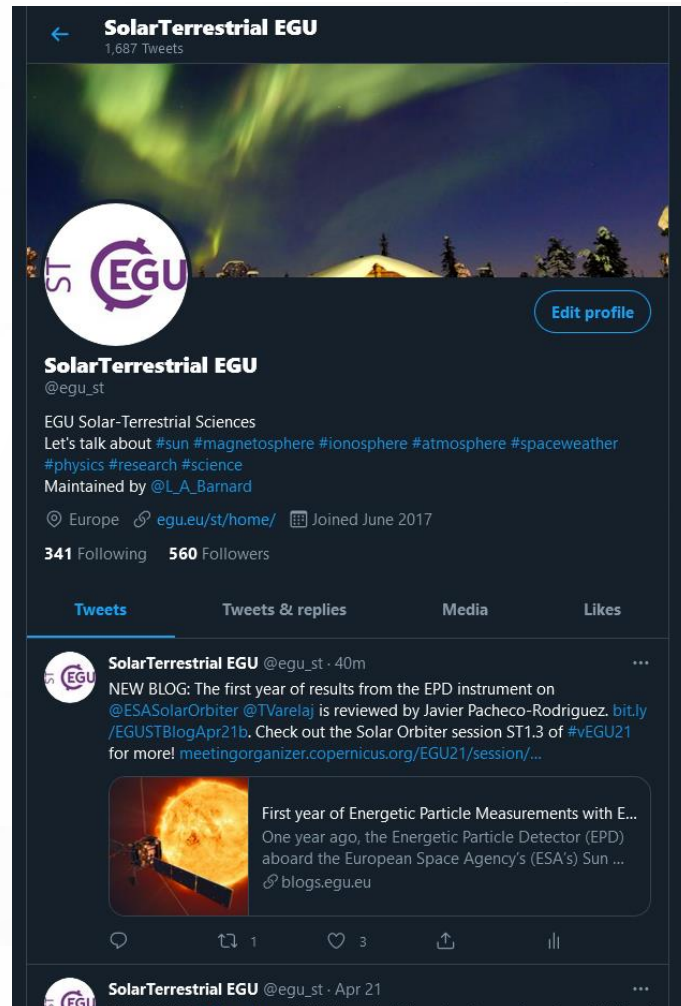 SolarTerrestrial EGU
1,687 Tweets
ST EGU
Edit profile
SolarTerrestrial EGU
@egu_st
EGU Solar-Terrestrial Sciences
Let's talk about #sun #magnetosphere #ionosphere #atmosphere #spaceweather
#physics #research #science
Maintained by @L_A_Barnard
Europe egu.eu/st/home/ Joined June 2017
341 Following 560 Followers
Tweets Tweets & replies Media Likes
ST EGU
SolarTerrestrial EGU @egu_st · 40m
NEW BLOG: The first year of results from the EPD instrument on
@ESASolarOrbiter @TVarelaj is reviewed by Javier Pacheco-Rodriguez. bit.ly
/EGUSTBlogApr21b. Check out the Solar Orbiter session ST1.3 of #vEGU21
for more! meetingorganizer.copernicus.org/EGU21/session/...
First year of Energetic Particle Measurements with E...
One year ago, the Energetic Particle Detector (EPD)
aboard the European Space Agency's (ESA's) Sun ...
blogs.egu.eu
1 3
SolarTerrestrial EGU @egu_st · Apr 21
EGU